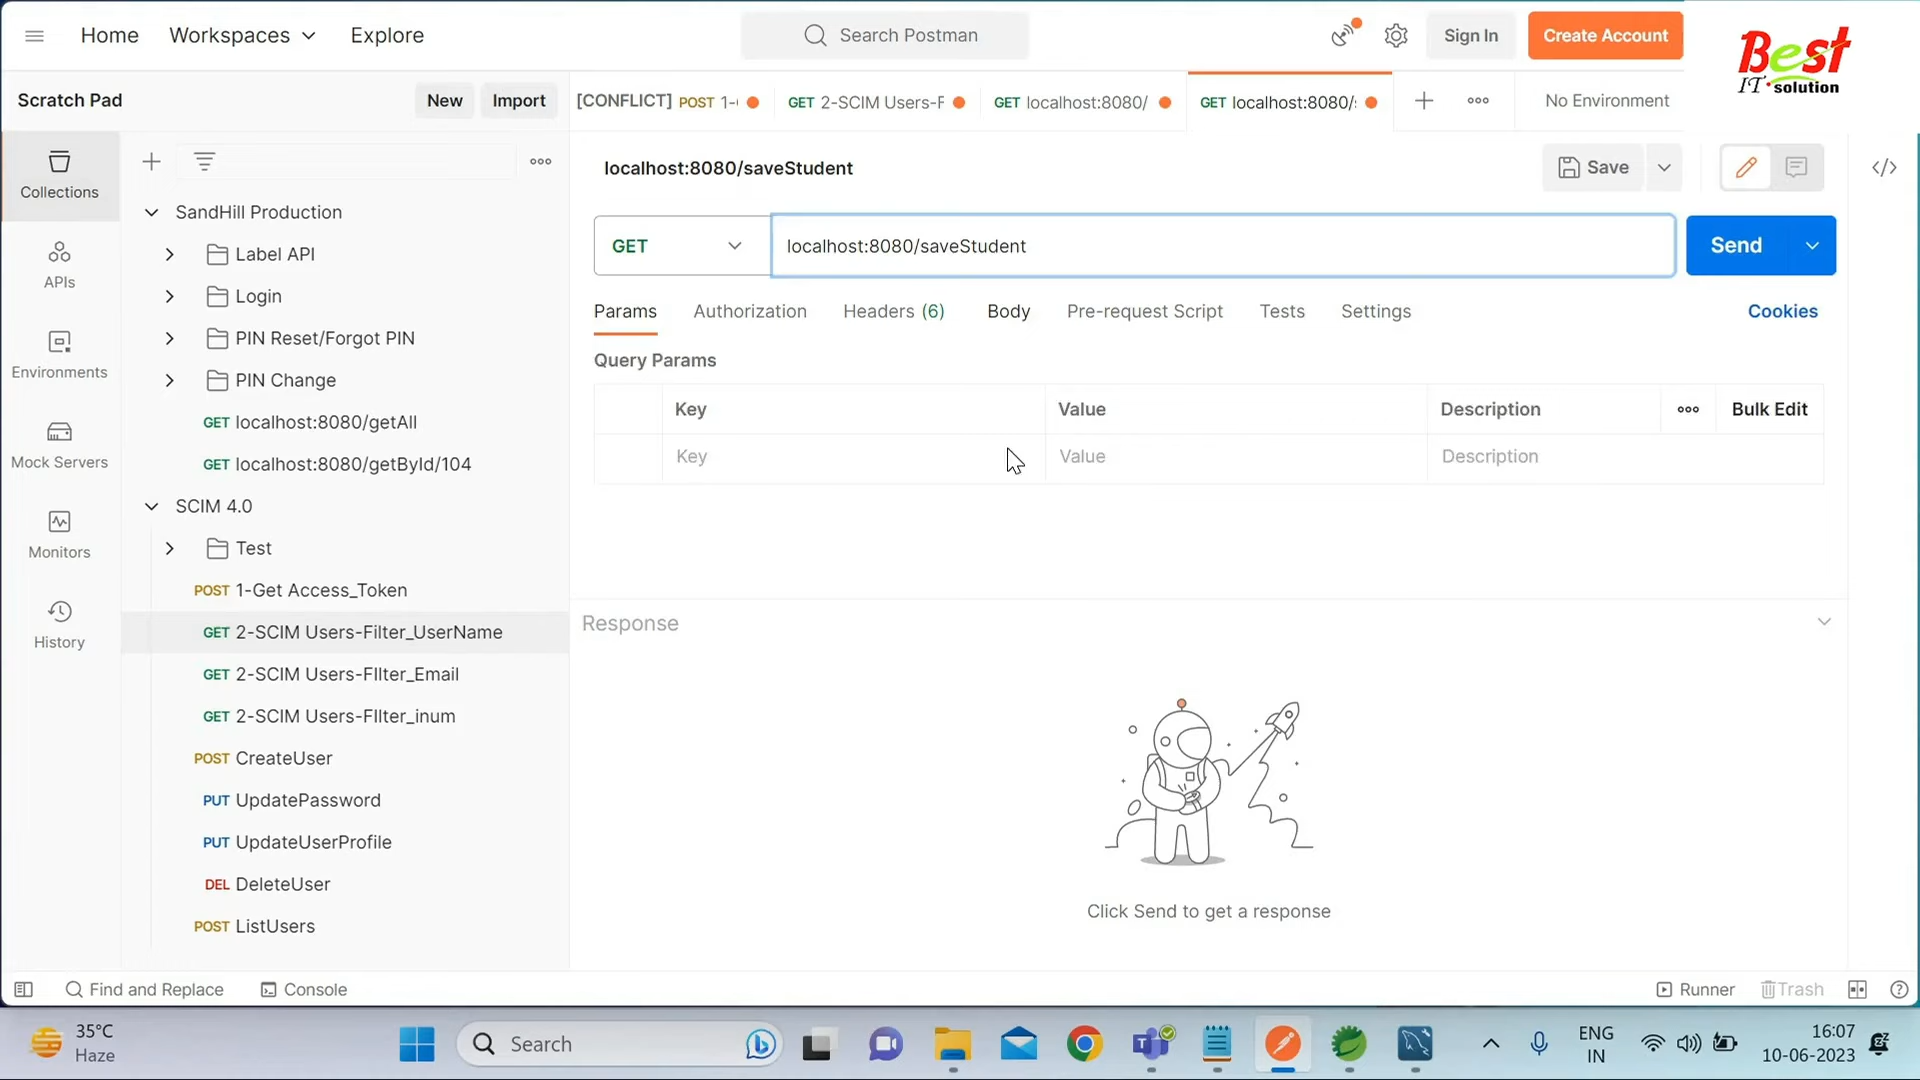 Home
Workspaces
Explore
Search Postman
Sign In
Create Account
Best
IT solution
Scratch Pad
New
Import
[CONFLICT] POST 1-
GET 2-SCIM Users-F
GET localhost:8080/
GET localhost:8080/
No Environment
Collections
APIs
Environments
Mock Servers
Monitors
History
SandHill Production
Label API
Login
PIN Reset/Forgot PIN
PIN Change
GET localhost:8080/getAll
GET localhost:8080/getById/104
SCIM 4.0
Test
POST 1-Get Access_Token
GET 2-SCIM Users-Filter_UserName
GET 2-SCIM Users-FIlter_Email
GET 2-SCIM Users-FIlter_inum
POST CreateUser
PUT UpdatePassword
PUT UpdateUserProfile
DEL DeleteUser
POST ListUsers
localhost:8080/saveStudent
Save
GET
localhost:8080/saveStudent
Send
Params
Authorization
Headers (6)
Body
Pre-request Script
Tests
Settings
Cookies
Query Params
Key
Value
Description
Bulk Edit
Key
Value
Description
Response
Click Send to get a response
Find and Replace
Console
Runner
Trash
35°C
Haze
Search
ENG
IN
16:07
10-06-2023